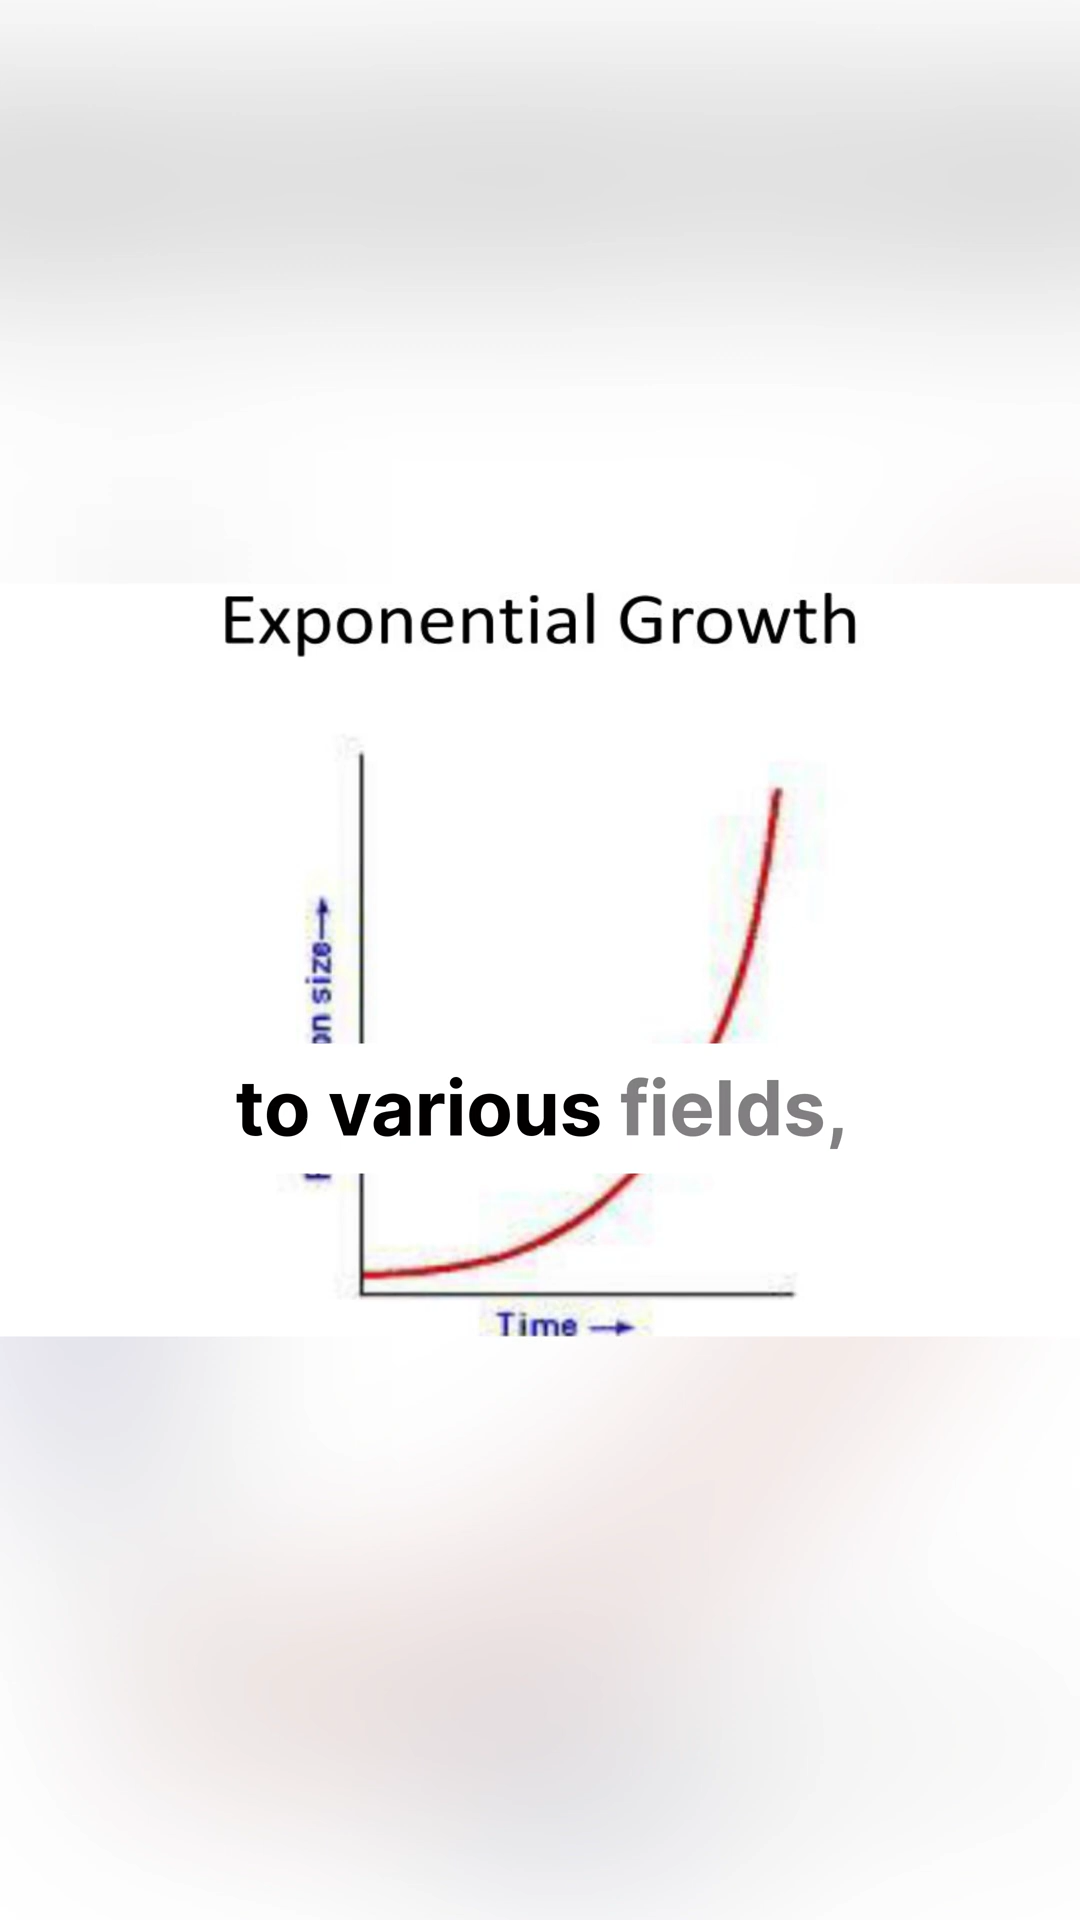 Exponential Growth
on size→
to various fields,
Time →